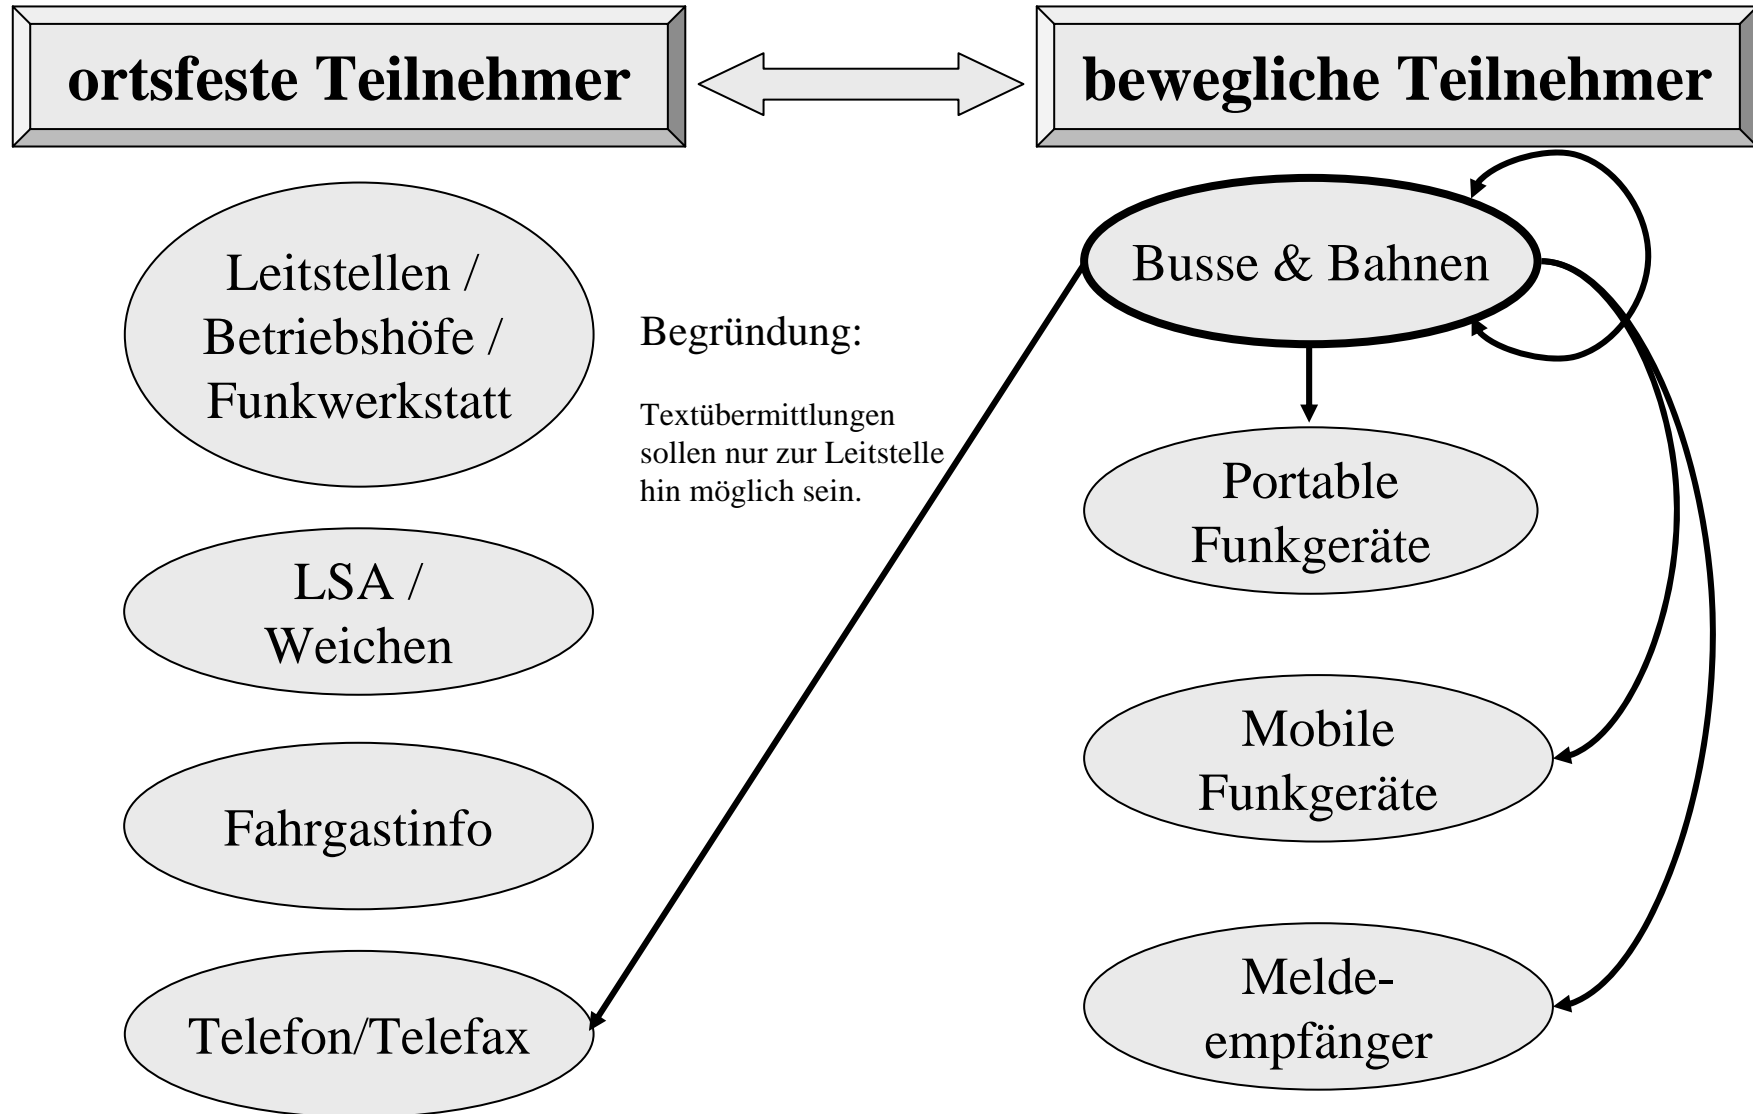 ortsfeste Teilnehmer
bewegliche Teilnehmer
Leitstellen /
Betriebshöfe /
Funkwerkstatt
LSA /
Weichen
Fahrgastinfo
Telefon/Telefax
Begründung:
Textübermittlungen
sollen nur zur Leitstelle
hin möglich sein.
Busse & Bahnen
Portable
Funkgeräte
Mobile
Funkgeräte
Melde-
empfänger